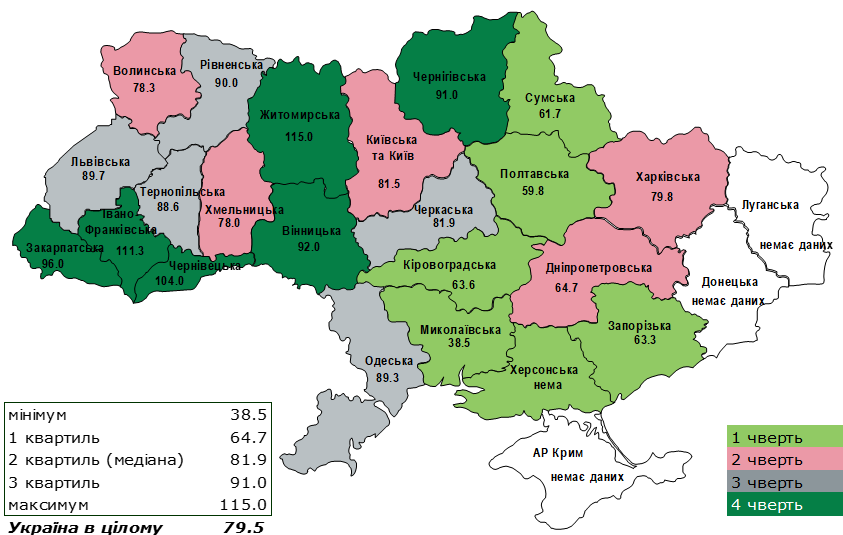 Волинська
78.3
Рівненська
90.0
Житомирська
115.0
Київська
та Київ
81.5
Чернігівська
91.0
Сумська
61.7
Львівська
89.7
Тернопільська
88.6
Хмельницька
78.0
Вінницька
92.0
Черкаська
81.9
Полтавська
59.8
Харківська
79.8
Луганська
немає даних
Івано
Франківська
111.3
Закарпатська
96.0
Чернівецька
104.0
Кіровоградська
63.6
Дніпропетровська
64.7
Донецька
немає даних
Миколаївська
38.5
Запорізька
63.3
Одеська
89.3
Херсонська
нема
АР Крим
немає даних
мінімум 38.5
1 квартиль 64.7
2 квартиль (медіана) 81.9
3 квартиль 91.0
максимум 115.0
Україна в цілому 79.5
1 чверть
2 чверть
3 чверть
4 чверть